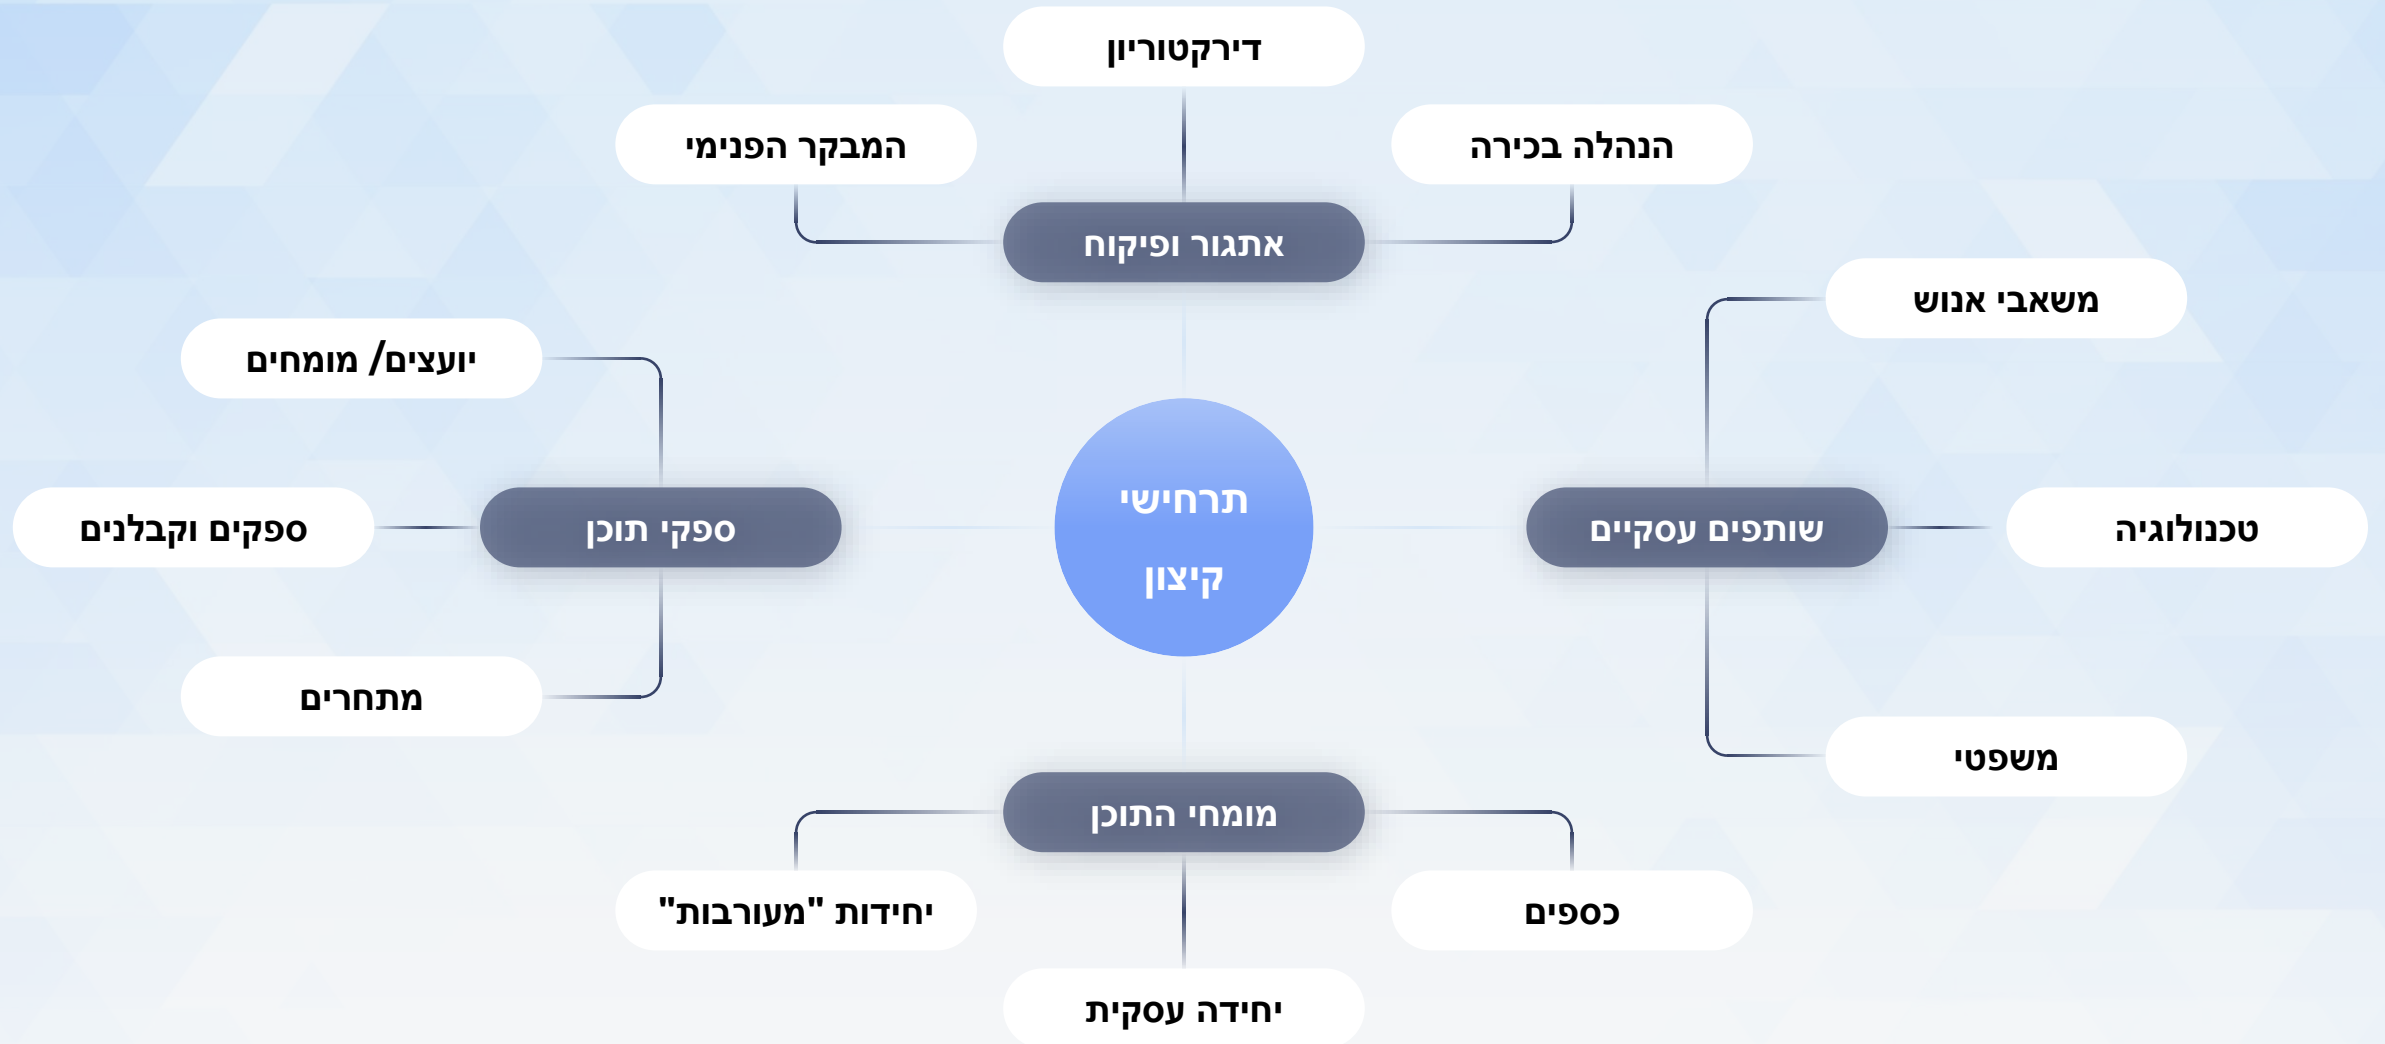 דירקטוריון
הנהלה בכירה
המבקר הפנימי
אתגור ופיקוח
משאבי אנוש
יועצים/ מומחים
טכנולוגיה
שותפים עסקיים
תרחישי
קיצון
ספקי תוכן
ספקים וקבלנים
מתחרים
משפטי
מומחי התוכן
כספים
יחידות "מעורבות"
יחידה עסקית